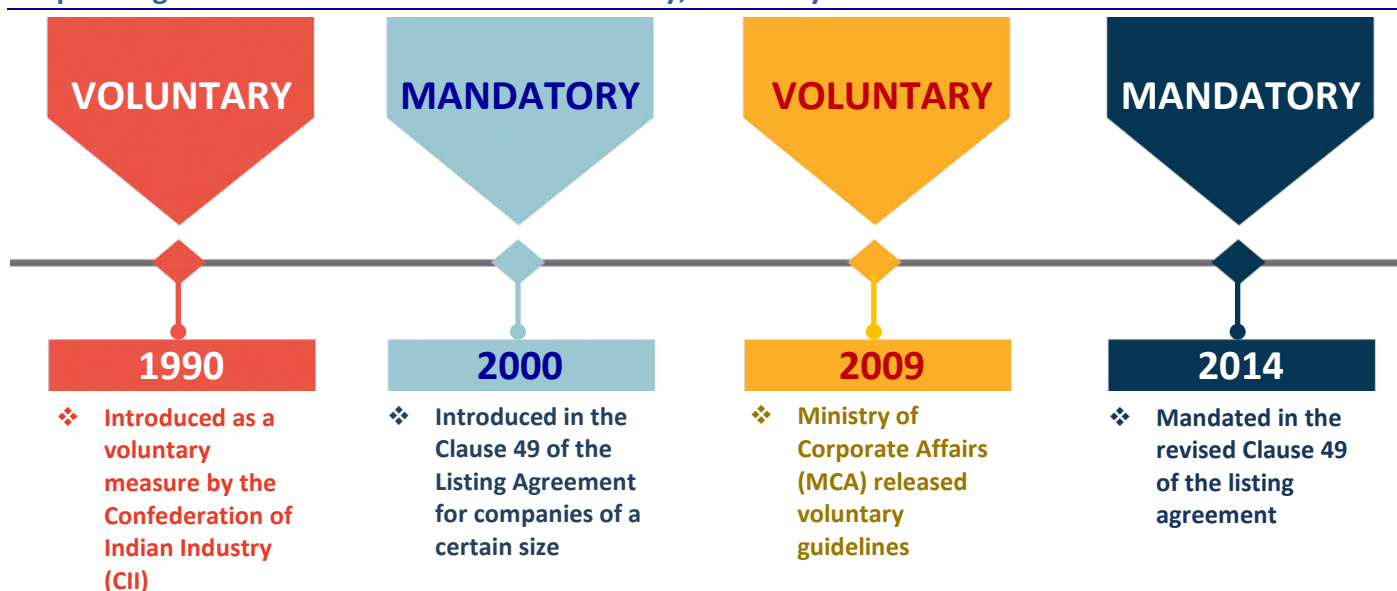 VOLUNTARY
MANDATORY
VOLUNTARY
MANDATORY
1990
2000
2009
2014
❖ Introduced as a
voluntary
measure by the
Confederation of
Indian Industry
(CII)
❖ Introduced in the
Clause 49 of the
Listing Agreement
for companies of a
certain size
❖ Ministry of
Corporate Affairs
(MCA) released
voluntary
guidelines
❖ Mandated in the
revised Clause 49
of the listing
agreement